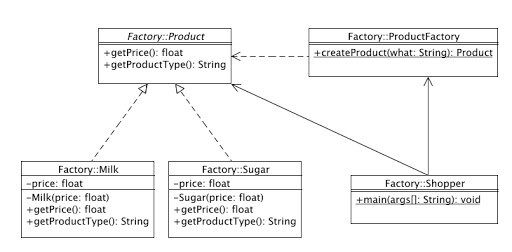 Factory::Product
+getPrice(): float
+getProductType(): String
Factory::ProductFactory
+createProduct(what: String): Product
Factory::Milk
-price: float
-Milk(price: float)
+getPrice(): float
+getProductType(): String
Factory::Sugar
-price: float
-Sugar(price: float)
+getPrice(): float
+getProductType(): String
Factory::Shopper
+main(args[]: String): void